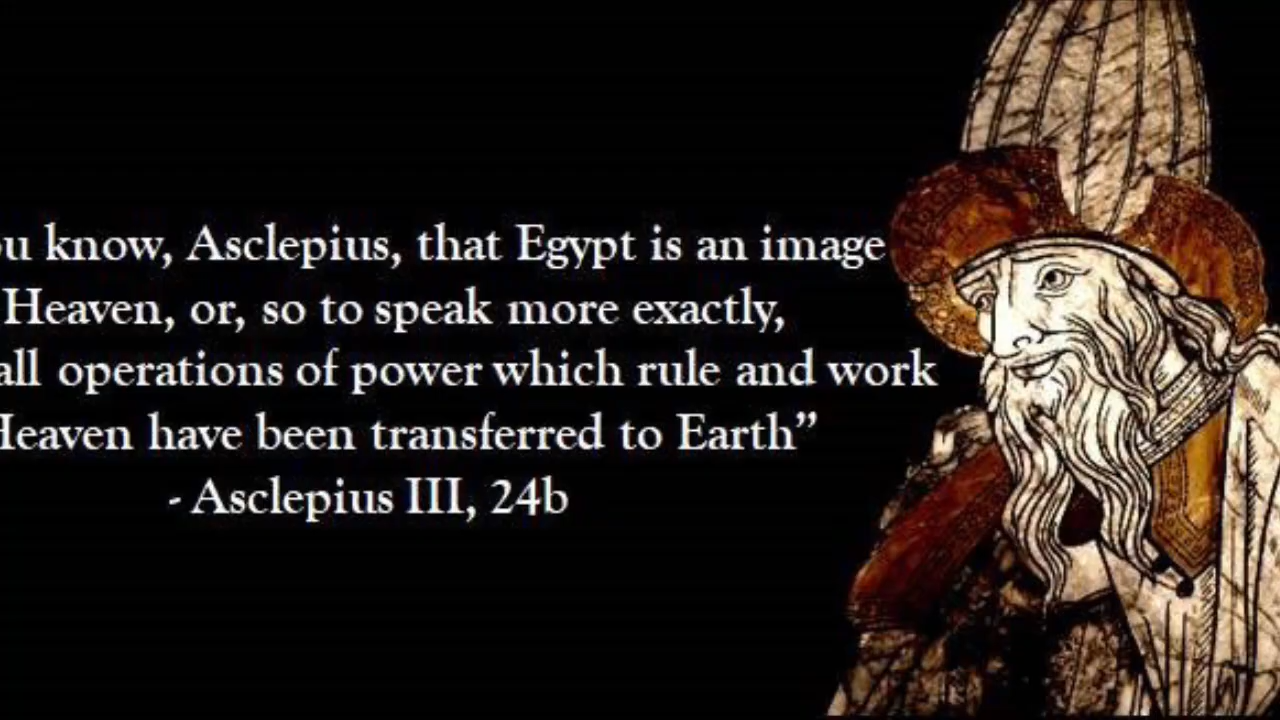 ou know, Asclepius, that Egypt is an image
Heaven, or, so to speak more exactly,
all operations of power which rule and work
Heaven have been transferred to Earth”
- Asclepius III, 24b